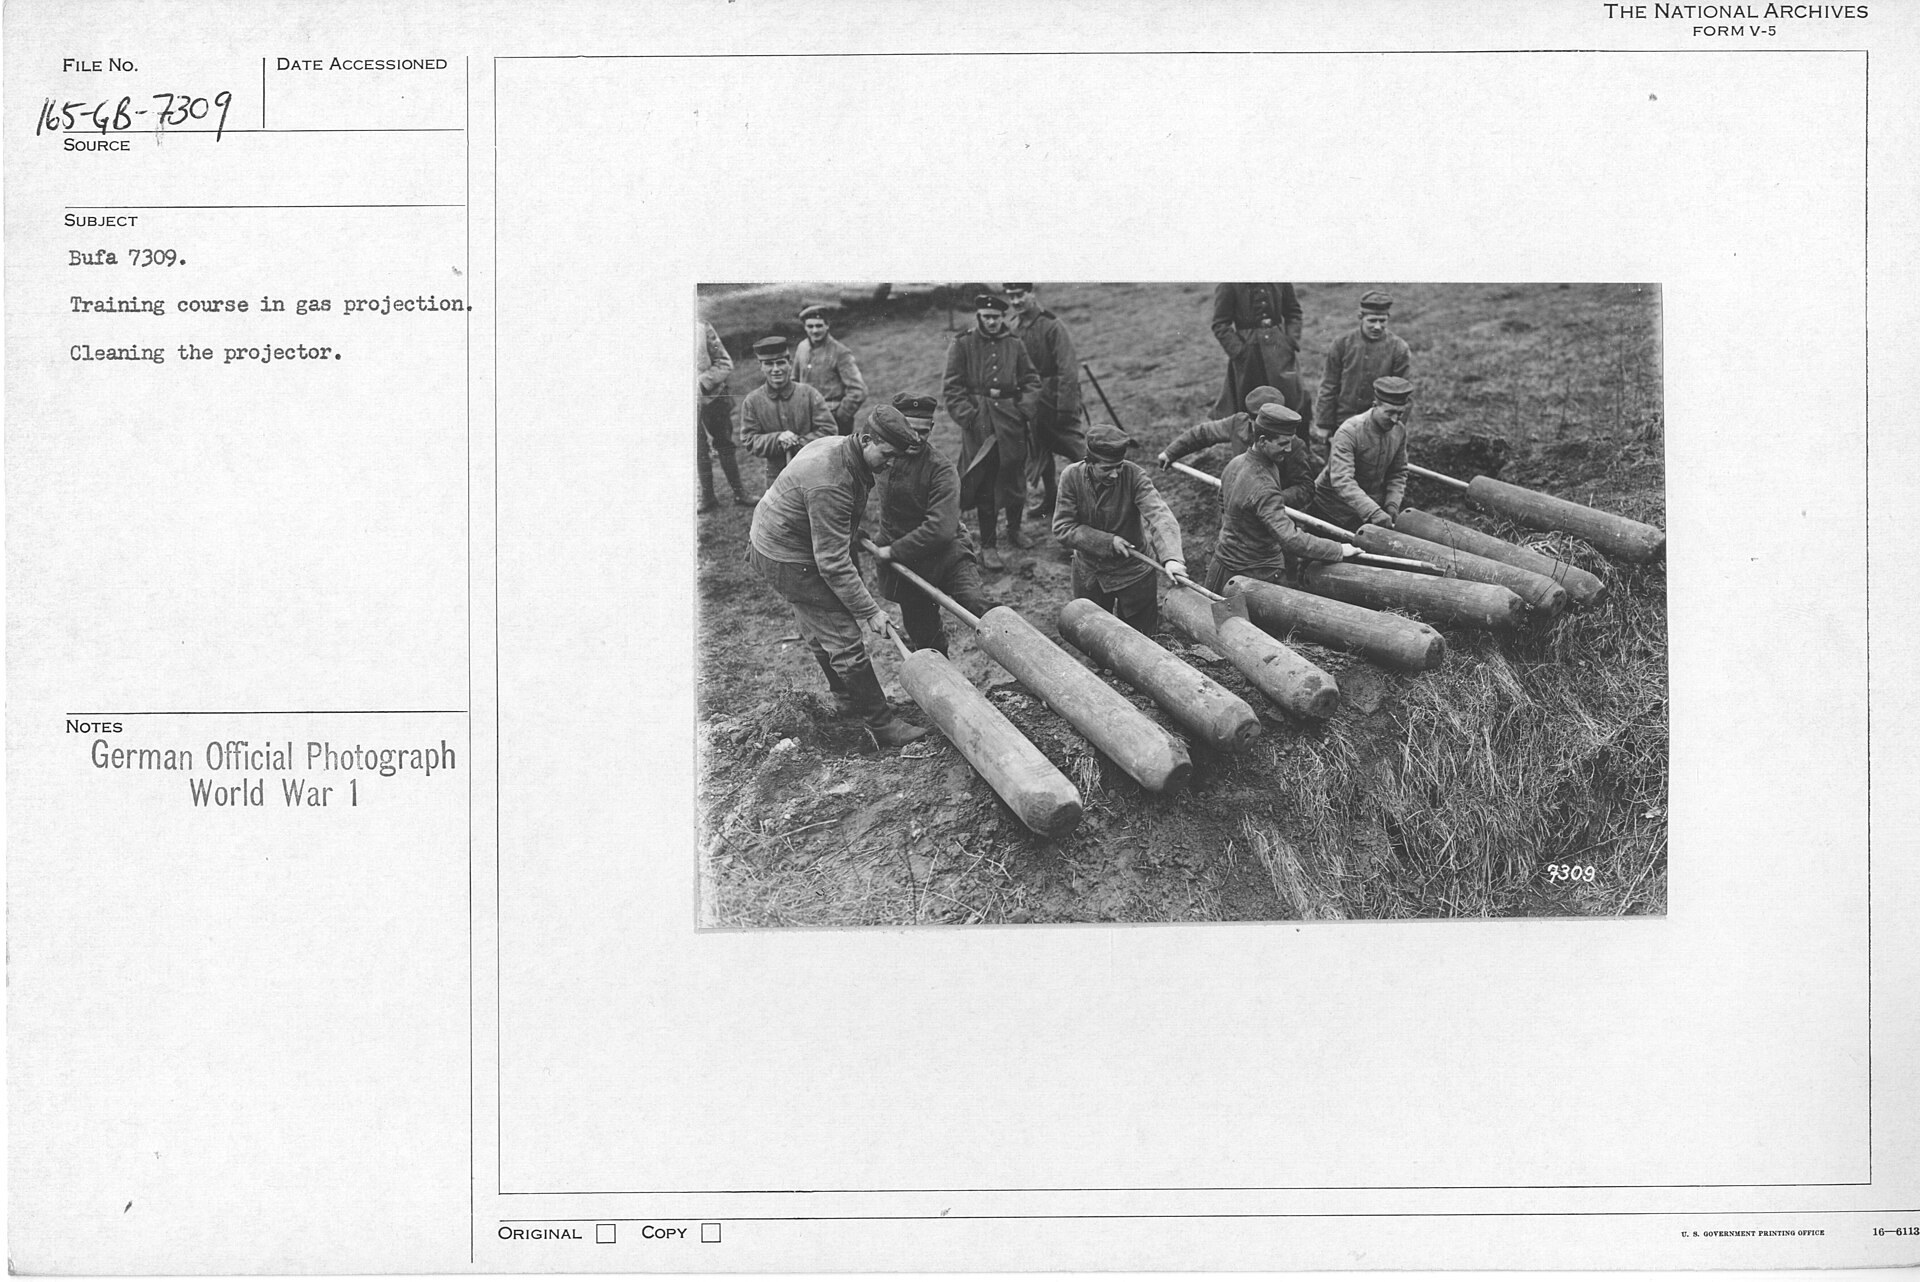 THE NATIONAL ARCHIVES
FORM V-5
FILE NO.
DATE ACCESSIONED
165-GB-7309
SOURCE
SUBJECT
Bufa 7309.
Training course in gas projection.
Cleaning the projector.
NOTES
German Official Photograph
World War 1
7309
ORIGINAL
COPY
U. S. GOVERNMENT PRINTING OFFICE
16—6113